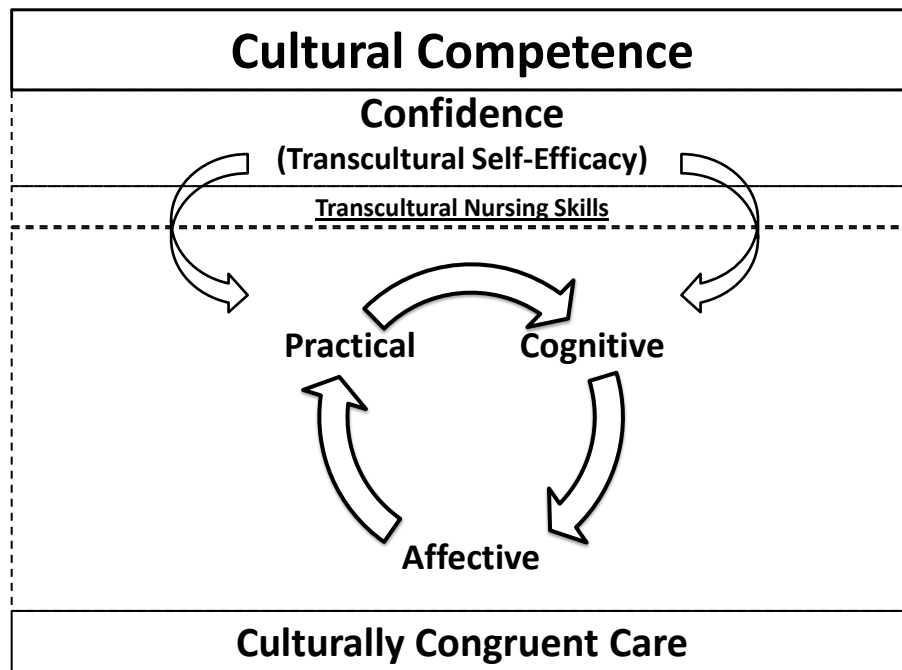 Cultural Competence
Confidence
(Transcultural Self-Efficacy)
Transcultural Nursing Skills
Practical
Cognitive
Affective
Culturally Congruent Care